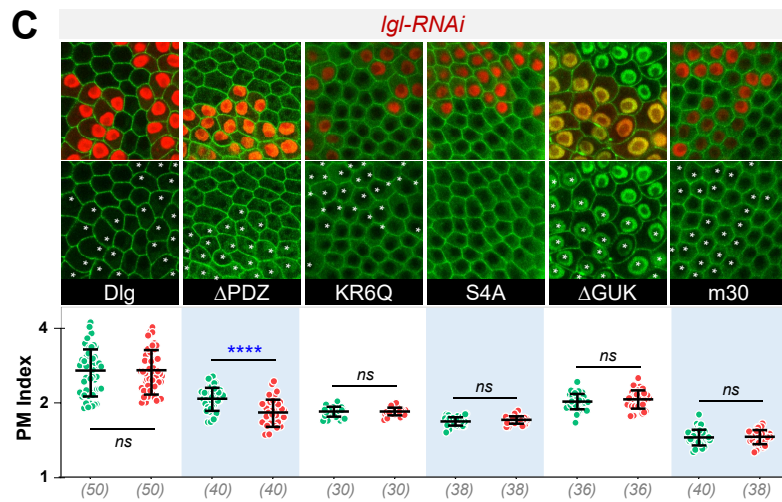 C
lgl-RNAi
Dlg ΔPDZ KR6Q S4A ΔGUK m30
PM Index
4
2
1
ns **** ns ns ns ns
(50) (50) (40) (40) (30) (30) (38) (38) (36) (36) (40) (38)